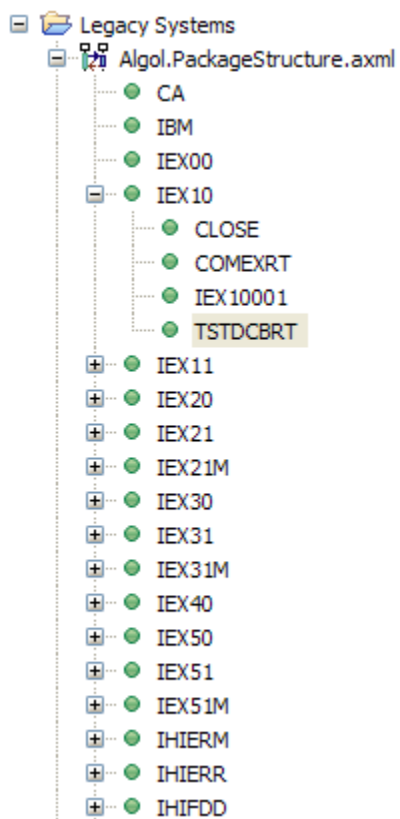 Legacy Systems
Algol.PackageStructure.axml
CA
IBM
IEX00
IEX10
CLOSE
COMEXRT
IEX10001
TSTDCBRT
IEX11
IEX20
IEX21
IEX21M
IEX30
IEX31
IEX31M
IEX40
IEX50
IEX51
IEX51M
IHIERM
IHIERR
IHIFDD